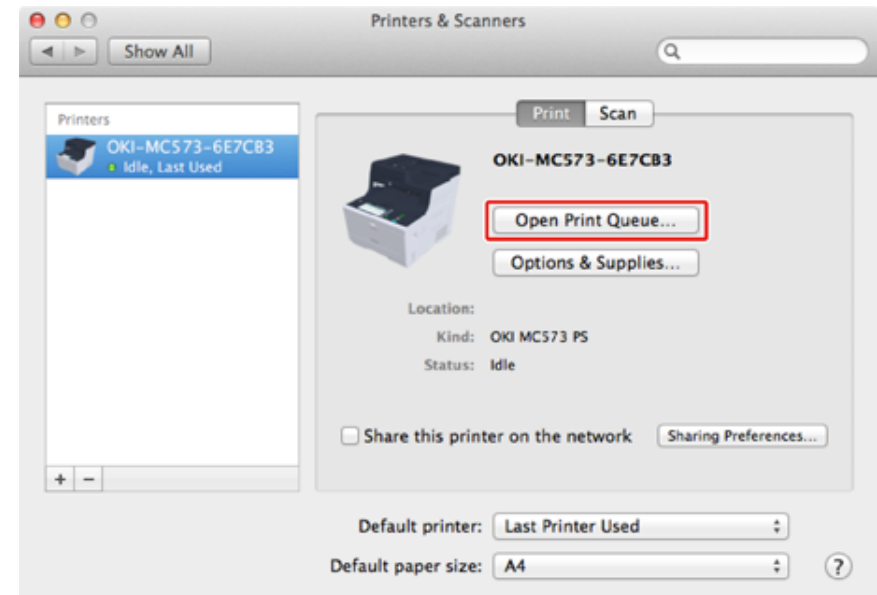 Printers & Scanners
Show All
Printers
OKI-MC573-6E7CB3
Idle, Last Used
Print Scan
OKI-MC573-6E7CB3
Open Print Queue...
Options & Supplies...
Location:
Kind: OKI MC573 PS
Status: Idle
Share this printer on the network Sharing Preferences...
+ −
Default printer: Last Printer Used
Default paper size: A4 ?